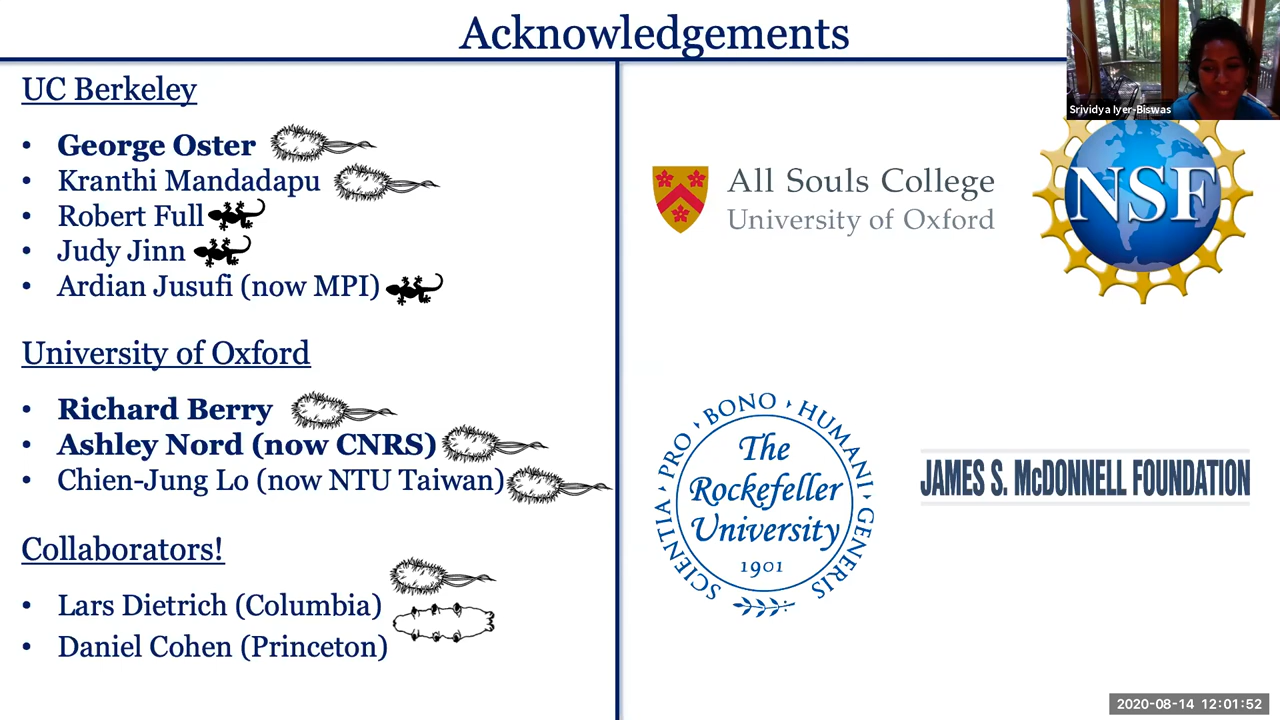 Acknowledgements
UC Berkeley
• George Oster
• Kranthi Mandadapu
• Robert Full
• Judy Jinn
• Ardian Jusufi (now MPI)
University of Oxford
• Richard Berry
• Ashley Nord (now CNRS)
• Chien-Jung Lo (now NTU Taiwan)
Collaborators!
• Lars Dietrich (Columbia)
• Daniel Cohen (Princeton)
Srividya Iyer-Biswas
All Souls College
University of Oxford
NSF
SCIENTIA · PRO · BONO · HUMANI · GENERIS
The
Rockefeller
University
1901
JAMES S. McDONNELL FOUNDATION
2020-08-14 12:01:52